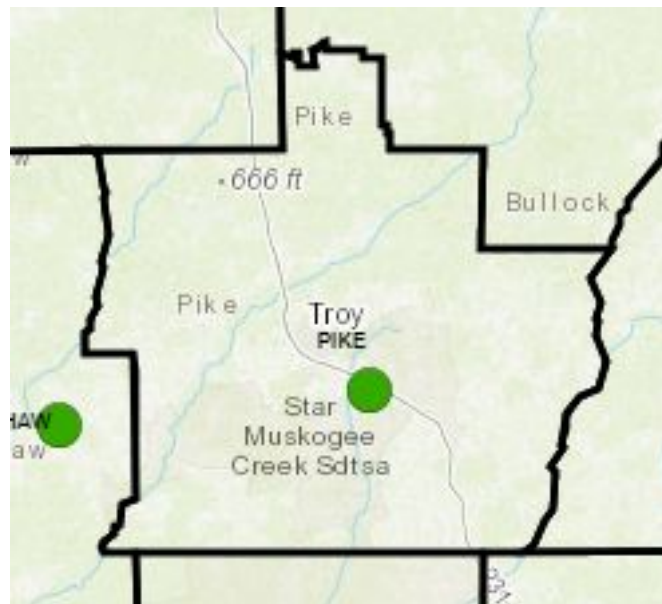 Pike
666 ft
Bullock
Pike
Troy
PIKE
HAW
aw
Star
Muskogee
Creek Sdtsa